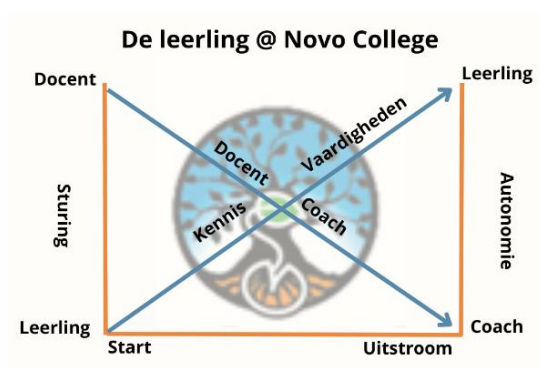 De leerling @ Novo College
Docent
Leerling
Docent
Vaardigheden
Sturing
Kennis
Coach
Autonomie
Leerling
Coach
Start
Uitstroom